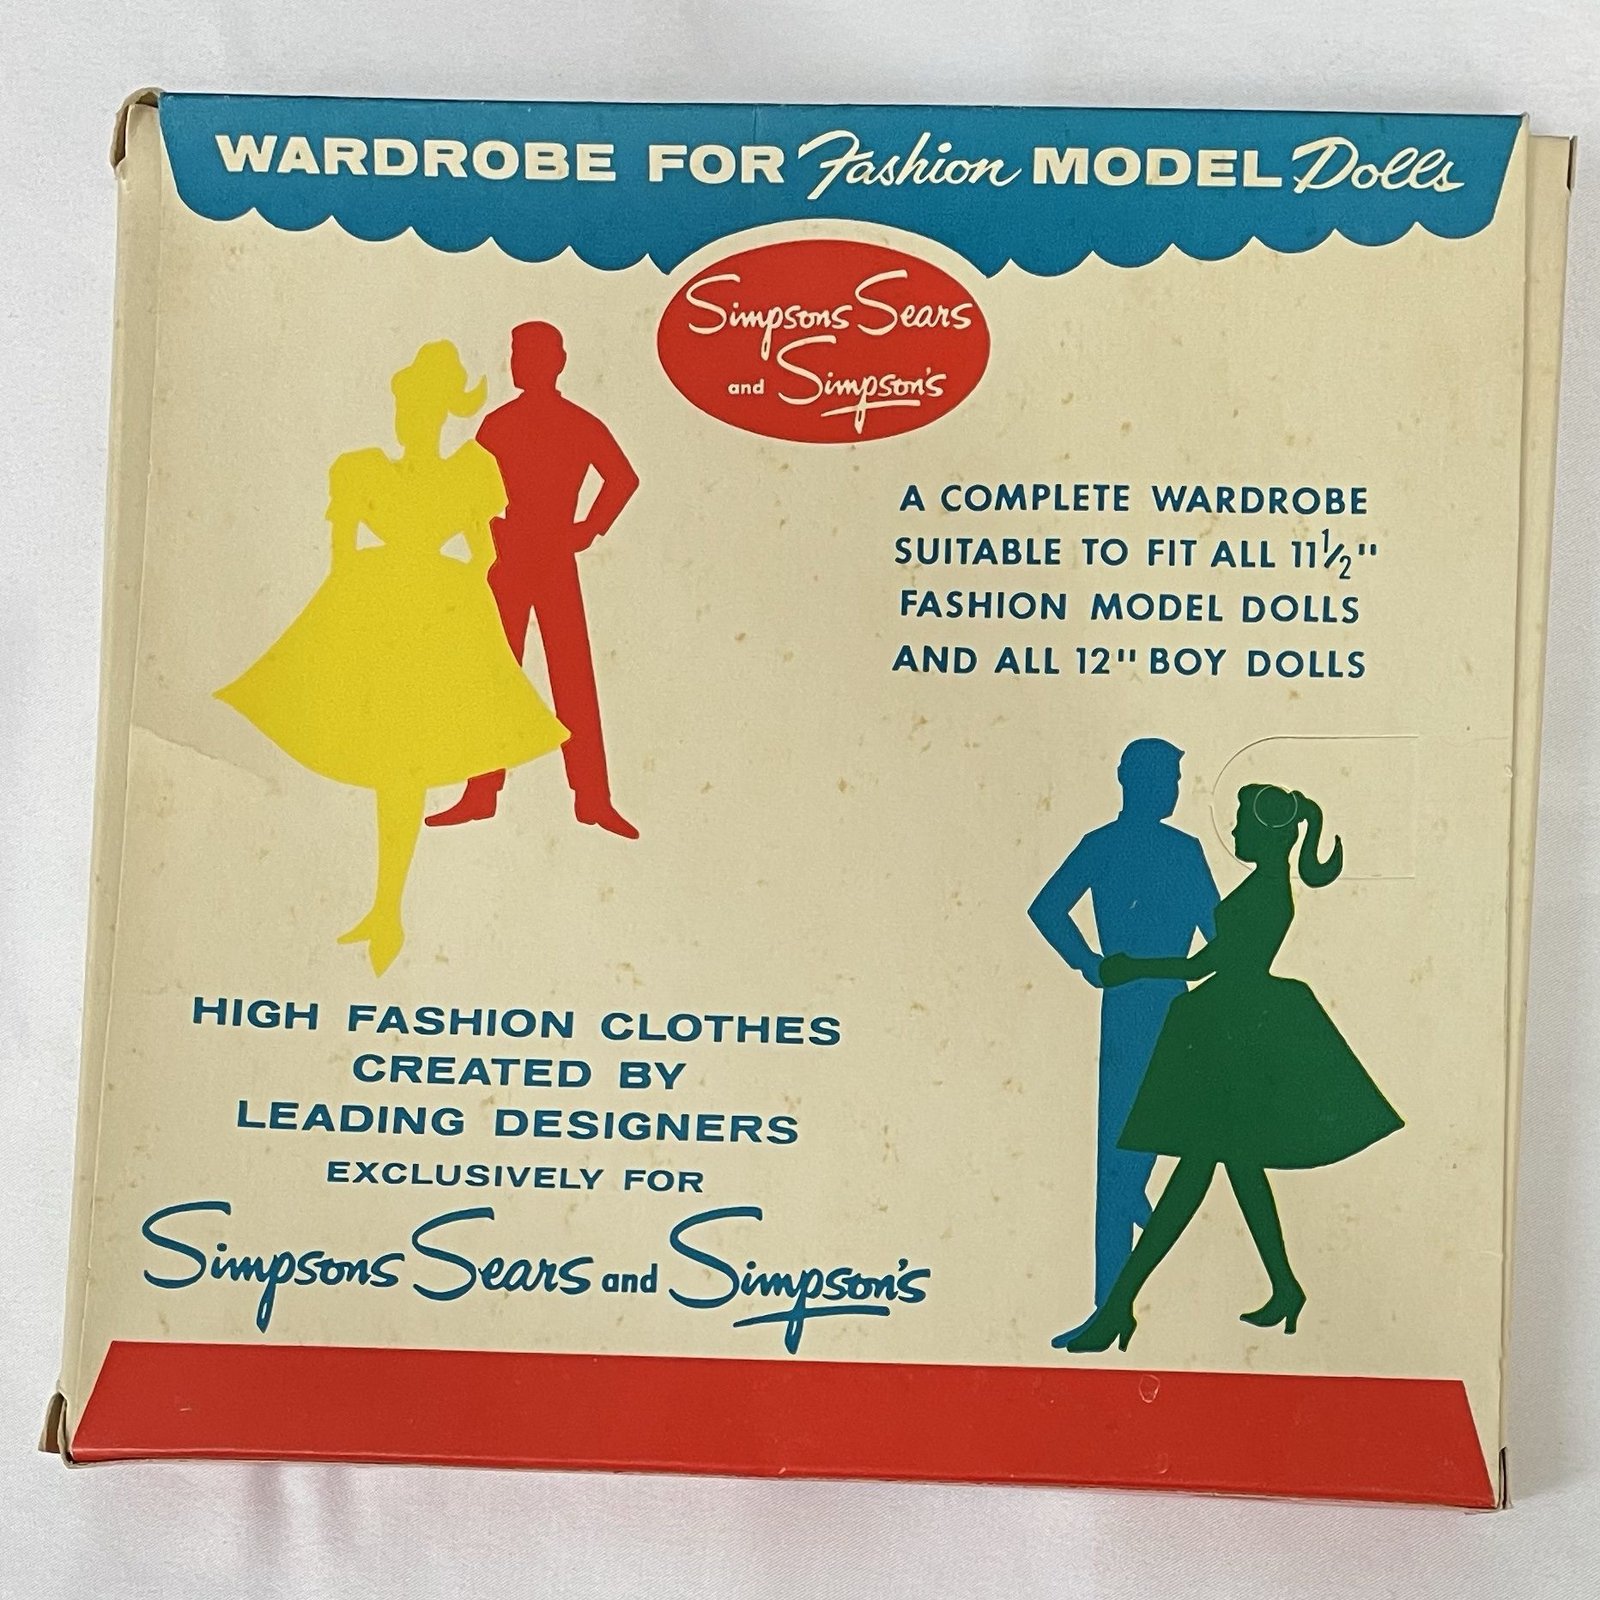 WARDROBE FOR Fashion MODEL Dolls
Simpsons Sears
and Simpson's
A COMPLETE WARDROBE
SUITABLE TO FIT ALL 11½"
FASHION MODEL DOLLS
AND ALL 12" BOY DOLLS
HIGH FASHION CLOTHES
CREATED BY
LEADING DESIGNERS
EXCLUSIVELY FOR
Simpsons Sears and Simpson's